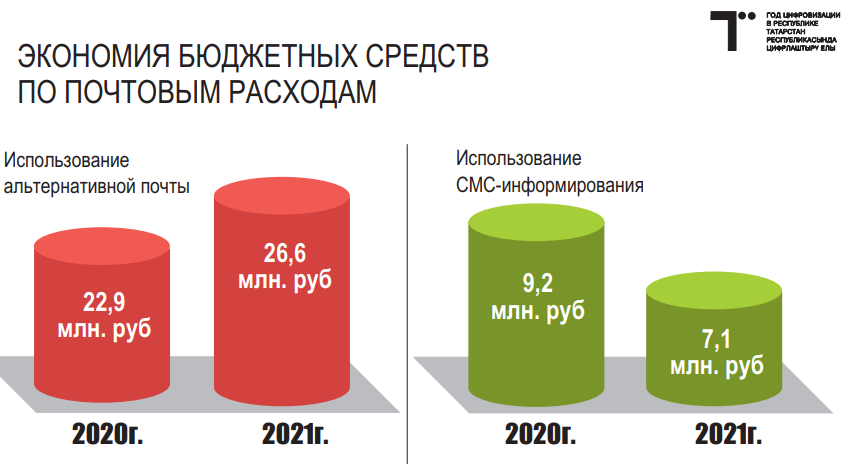 ГОД ЦИФРОВИЗАЦИИ
В РЕСПУБЛИКЕ
ТАТАРСТАН
РЕСПУБЛИКАСЫНДА
ЦИФРЛАШТЫРУ ЕЛЫ
ЭКОНОМИЯ БЮДЖЕТНЫХ СРЕДСТВ
ПО ПОЧТОВЫМ РАСХОДАМ
Использование
альтернативной почты
22,9
млн. руб
26,6
млн. руб
2020г.
2021г.
Использование
СМС-информирования
9,2
млн. руб
7,1
млн. руб
2020г.
2021г.